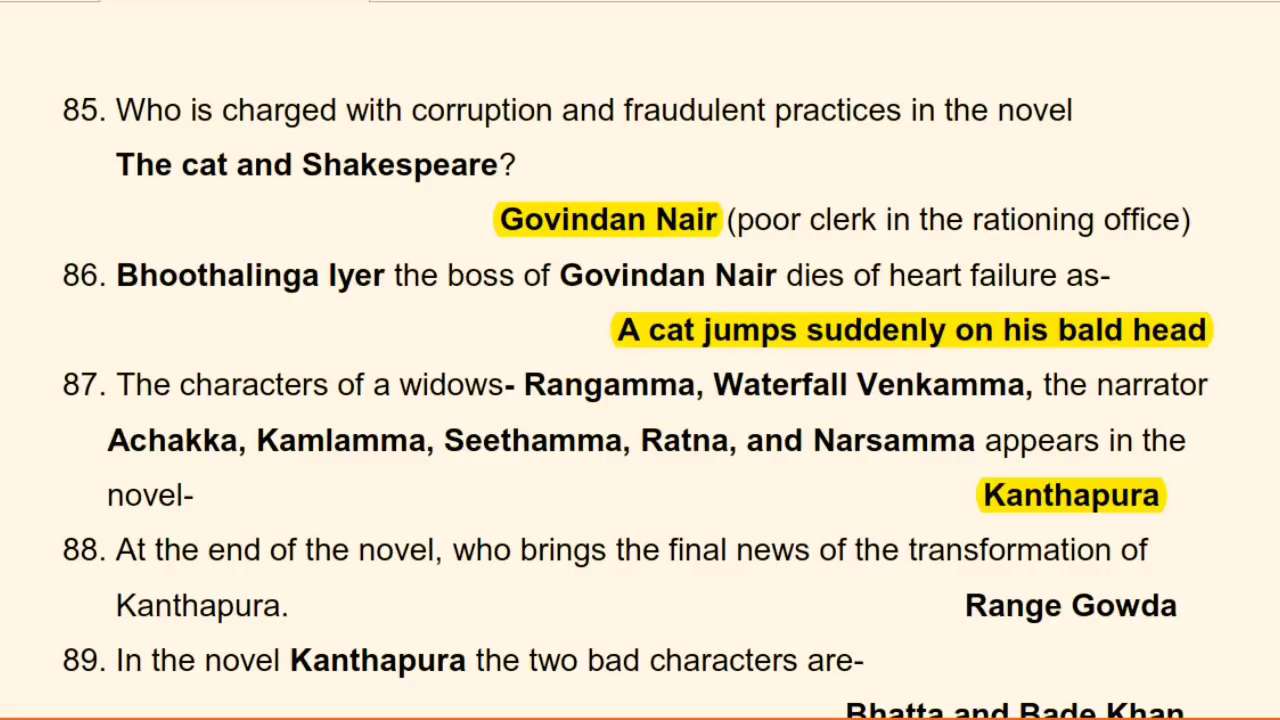 85. Who is charged with corruption and fraudulent practices in the novel
The cat and Shakespeare?
Govindan Nair (poor clerk in the rationing office)
86. Bhoothalinga Iyer the boss of Govindan Nair dies of heart failure as-
A cat jumps suddenly on his bald head
87. The characters of a widows- Rangamma, Waterfall Venkamma, the narrator
Achakka, Kamlamma, Seethamma, Ratna, and Narsamma appears in the
novel- Kanthapura
88. At the end of the novel, who brings the final news of the transformation of
Kanthapura. Range Gowda
89. In the novel Kanthapura the two bad characters are-
Bhatta and Bade Khan